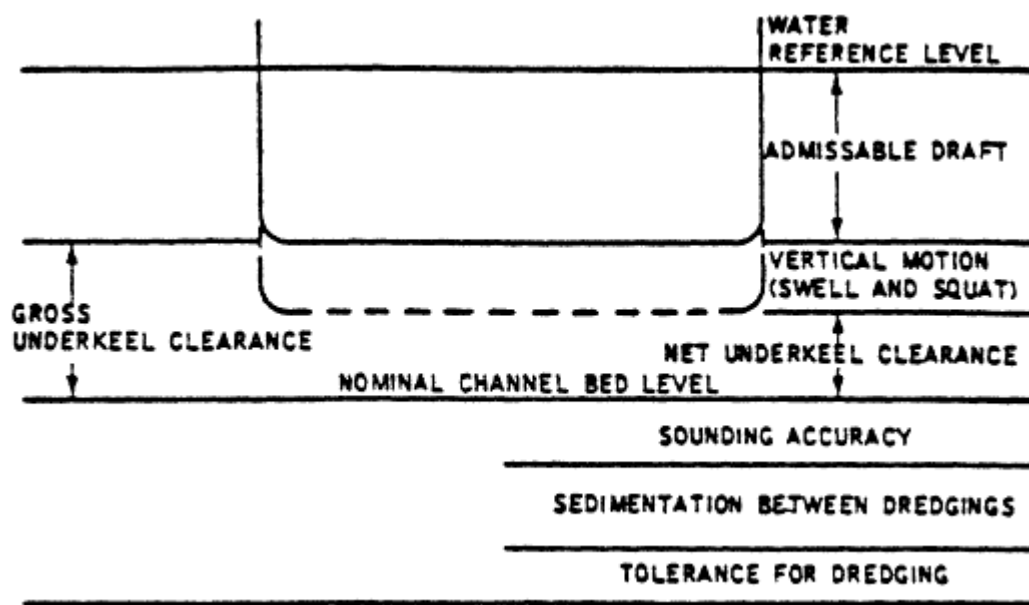 WATER
REFERENCE LEVEL
ADMISSABLE DRAFT
VERTICAL MOTION
(SWELL AND SQUAT)
GROSS
UNDERKEEL CLEARANCE
NET UNDERKEEL CLEARANCE
NOMINAL CHANNEL BED LEVEL
SOUNDING ACCURACY
SEDIMENTATION BETWEEN DREDGINGS
TOLERANCE FOR DREDGING